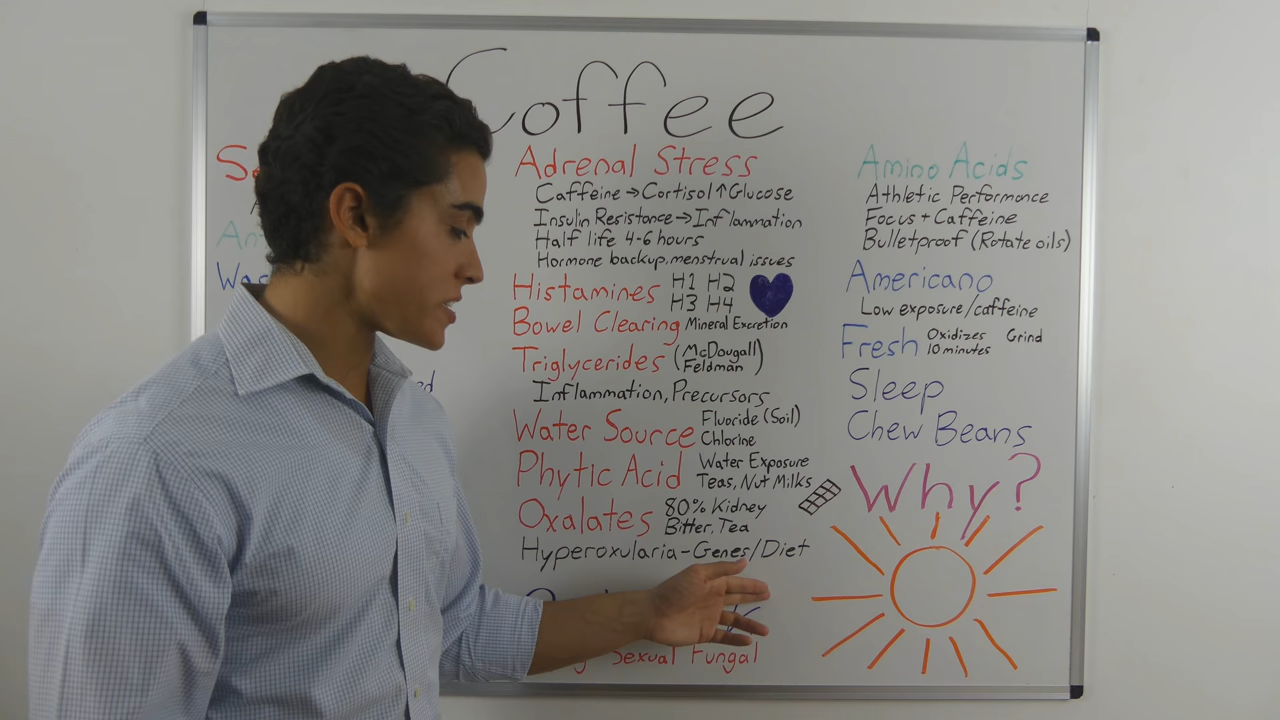 Coffee
Adrenal Stress
Caffeine→Cortisol↑Glucose
Insulin Resistance→Inflammation
Half life 4-6 hours
Hormone backup, menstrual issues
Histamines H1 H2
H3 H4
Bowel Clearing Mineral Excretion
Triglycerides (McDougall)
Feldman
Inflammation, Precursors
Water Source Fluoride (Soil)
Chlorine
Phytic Acid Water Exposure
Teas, Nut Milks
Oxalates 80% Kidney
Bitter, Tea
Hyperoxularia-Genes/Diet
Sexual Fungal
Amino Acids
Athletic Performance
Focus + Caffeine
Bulletproof (Rotate oils)
Americano
Low exposure/caffeine
Fresh Oxidizes Grind
10 minutes
Sleep
Chew Beans
Why?